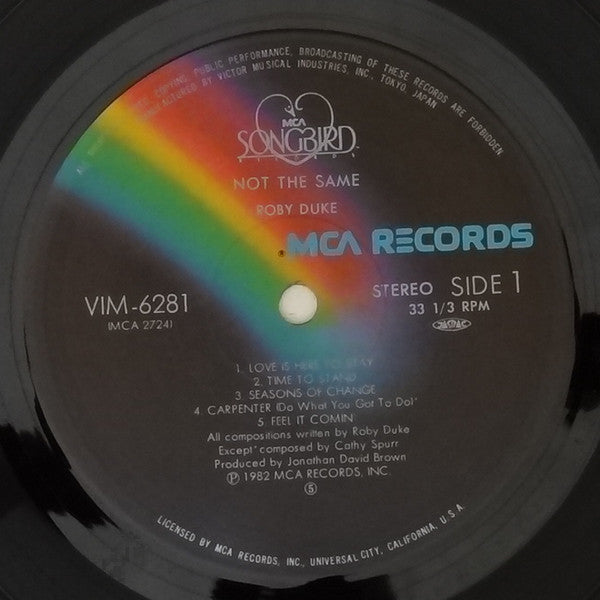 COPYING, PUBLIC PERFORMANCE, BROADCASTING OF THESE RECORDS ARE FORBIDDEN
MANUFACTURED BY VICTOR MUSICAL INDUSTRIES, INC., TOKYO, JAPAN
MCA
SONGBIRD
RECORDS
NOT THE SAME
ROBY DUKE
® MCA RECORDS
VIM-6281
(MCA 2724)
STEREO SIDE 1
33 1/3 RPM
JASRAC
1. LOVE IS HERE TO STAY
2. TIME TO STAND
3. SEASONS OF CHANGE
4. CARPENTER (Do What You Got To Do)*
5. FEEL IT COMIN'
All compositions written by Roby Duke
Except* composed by Cathy Spurr
Produced by Jonathan David Brown
Ⓟ 1982 MCA RECORDS, INC.
⑤
LICENSED BY MCA RECORDS, INC., UNIVERSAL CITY, CALIFORNIA, U.S.A.